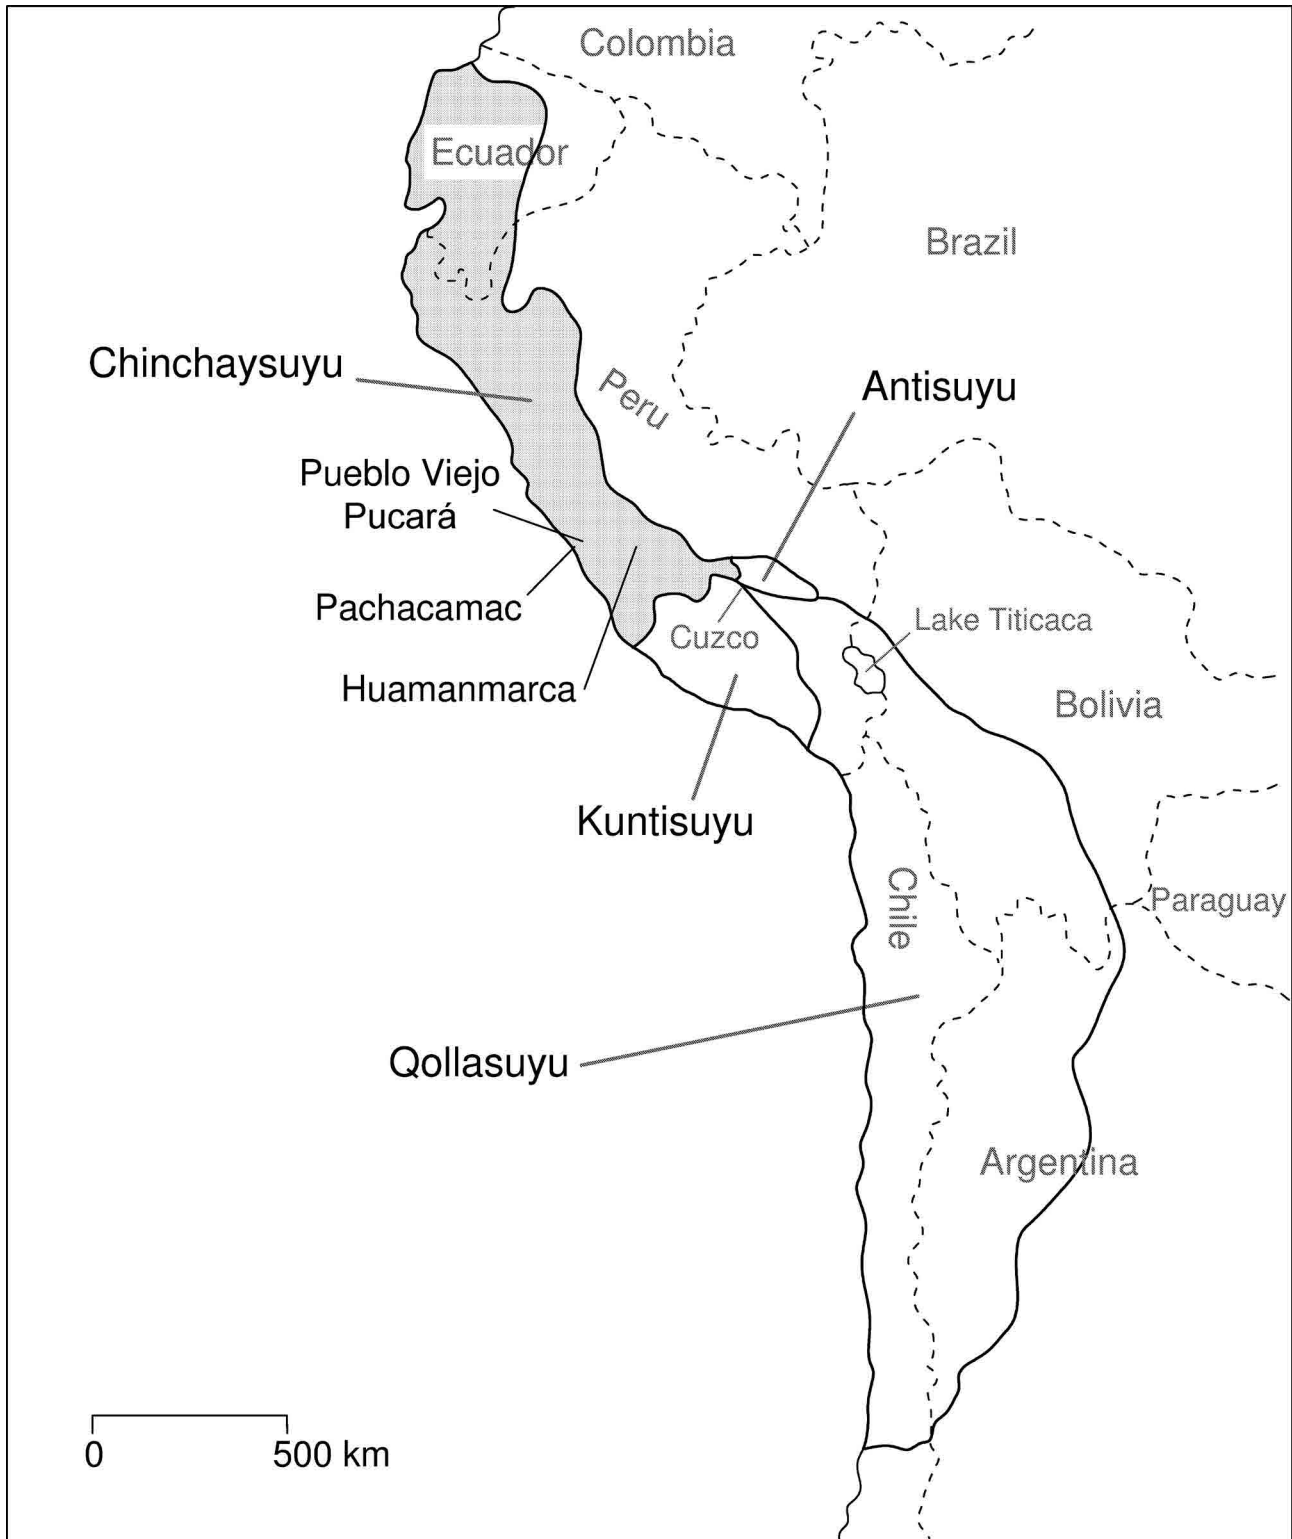 Colombia
Ecuador
Brazil
Chinchaysuyu
Peru
Antisuyu
Pueblo Viejo
Pucará
Pachacamac
Lake Titicaca
Cuzco
Huamanmarca
Bolivia
Kuntisuyu
Chile
Paraguay
Qollasuyu
Argentina
0 500 km